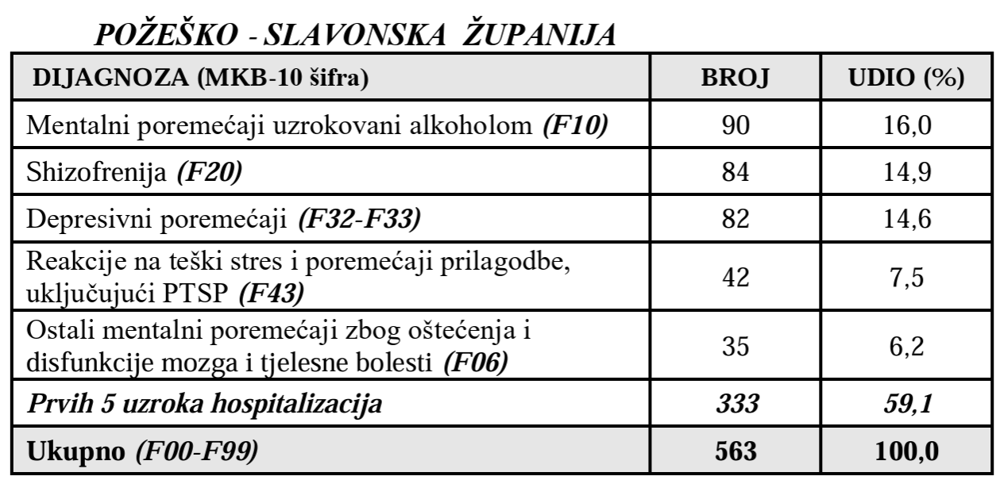 POŽEŠKO - SLAVONSKA ŽUPANIJA
DIJAGNOZA (MKB-10 šifra) BROJ UDIO (%)
Mentalni poremećaji uzrokovani alkoholom (F10) 90 16,0
Shizofrenija (F20) 84 14,9
Depresivni poremećaji (F32-F33) 82 14,6
Reakcije na teški stres i poremećaji prilagodbe,
uključujući PTSP (F43) 42 7,5
Ostali mentalni poremećaji zbog oštećenja i
disfunkcije mozga i tjelesne bolesti (F06) 35 6,2
Prvih 5 uzroka hospitalizacija 333 59,1
Ukupno (F00-F99) 563 100,0